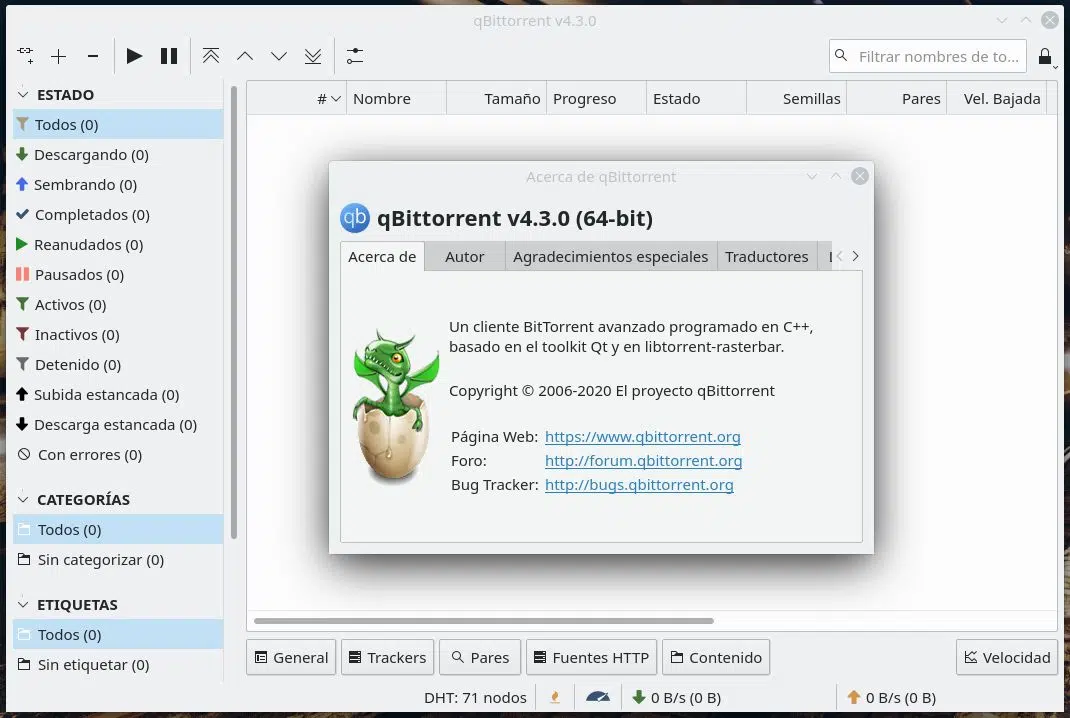 qBittorrent v4.3.0
Filtrar nombres de to...
ESTADO
Todos (0)
Descargando (0)
Sembrando (0)
Completados (0)
Reanudados (0)
Pausados (0)
Activos (0)
Inactivos (0)
Detenido (0)
Subida estancada (0)
Descarga estancada (0)
Con errores (0)
CATEGORÍAS
Todos (0)
Sin categorizar (0)
ETIQUETAS
Todos (0)
Sin etiquetar (0)
# Nombre Tamaño Progreso Estado Semillas Pares Vel. Bajada
Acerca de qBittorrent
qb qBittorrent v4.3.0 (64-bit)
Acerca de Autor Agradecimientos especiales Traductores
Un cliente BitTorrent avanzado programado en C++,
basado en el toolkit Qt y en libtorrent-rasterbar.
Copyright © 2006-2020 El proyecto qBittorrent
Página Web: https://www.qbittorrent.org
Foro: http://forum.qbittorrent.org
Bug Tracker: http://bugs.qbittorrent.org
General Trackers Pares Fuentes HTTP Contenido Velocidad
DHT: 71 nodos 0 B/s (0 B) 0 B/s (0 B)